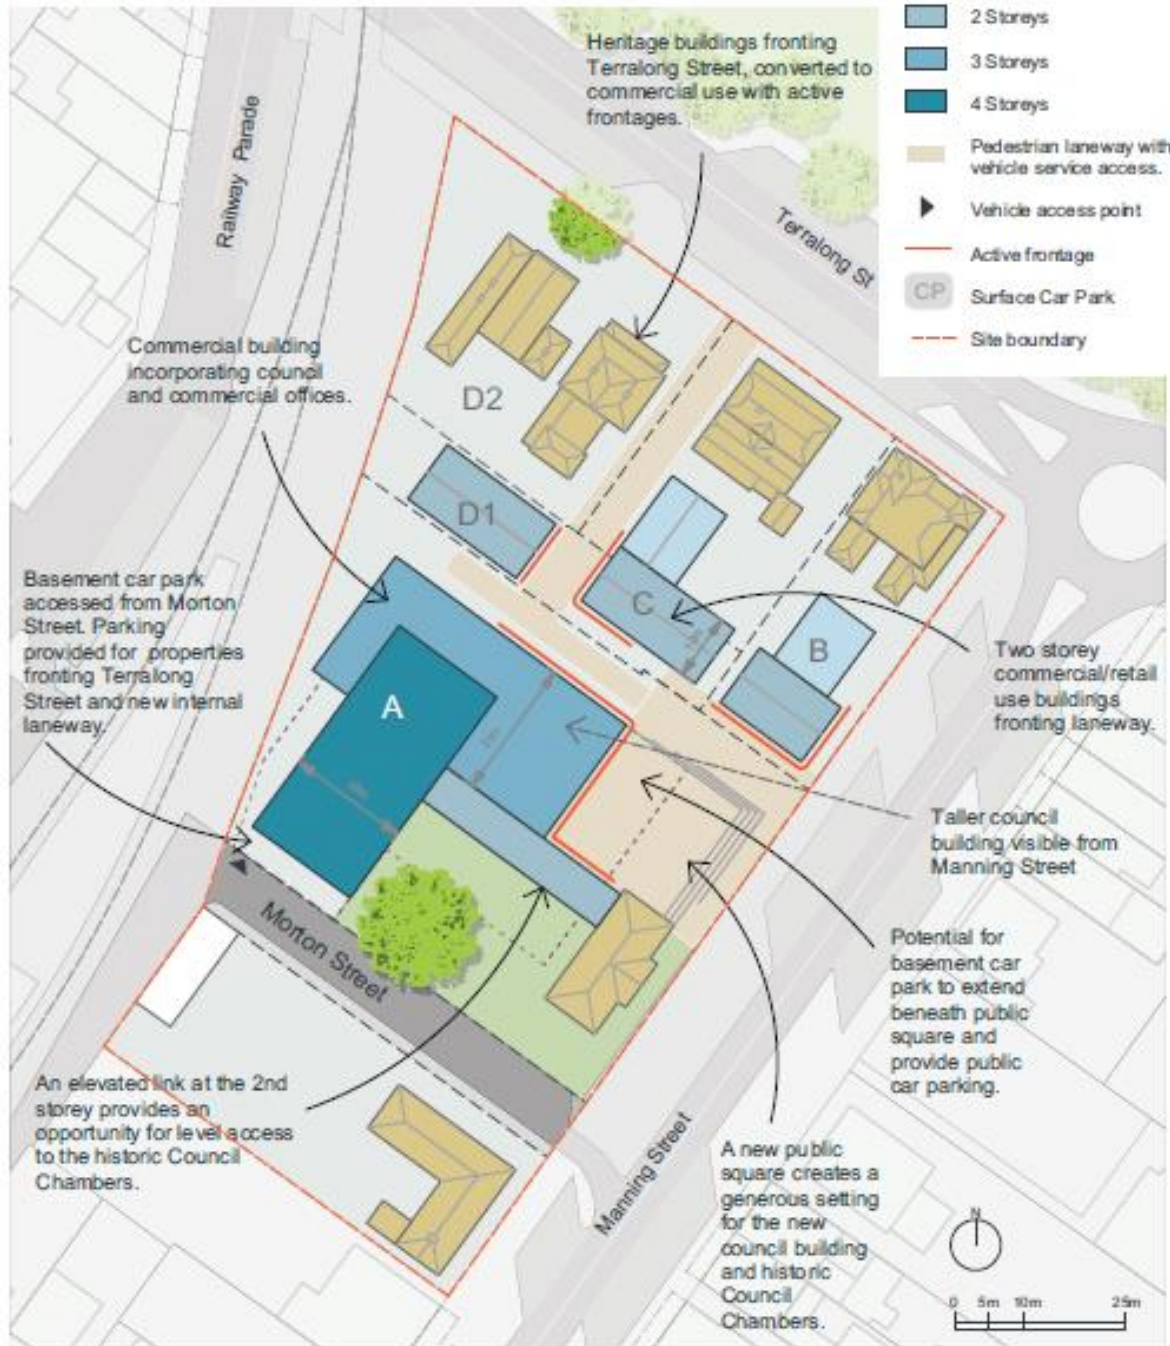 2 Storeys
3 Storeys
4 Storeys
Pedestrian laneway with
vehicle service access.
Vehicle access point
Active frontage
CP
Surface Car Park
Site boundary
Heritage buildings fronting
Terralong Street, converted to
commercial use with active
frontages.
Railway Parade
Terralong St
Commercial building
incorporating council
and commercial offices.
D2
D1
C
B
A
Basement car park
accessed from Morton
Street. Parking
provided for properties
fronting Terralong
Street and new internal
laneway.
Two storey
commercial/retail
use buildings
fronting laneway.
Taller council
building visible from
Manning Street
Morton Street
Potential for
basement car
park to extend
beneath public
square and
provide public
car parking.
An elevated link at the 2nd
storey provides an
opportunity for level access
to the historic Council
Chambers.
Manning Street
A new public
square creates a
generous setting
for the new
council building
and historic
Council
Chambers.
N
0 5m 10m 25m